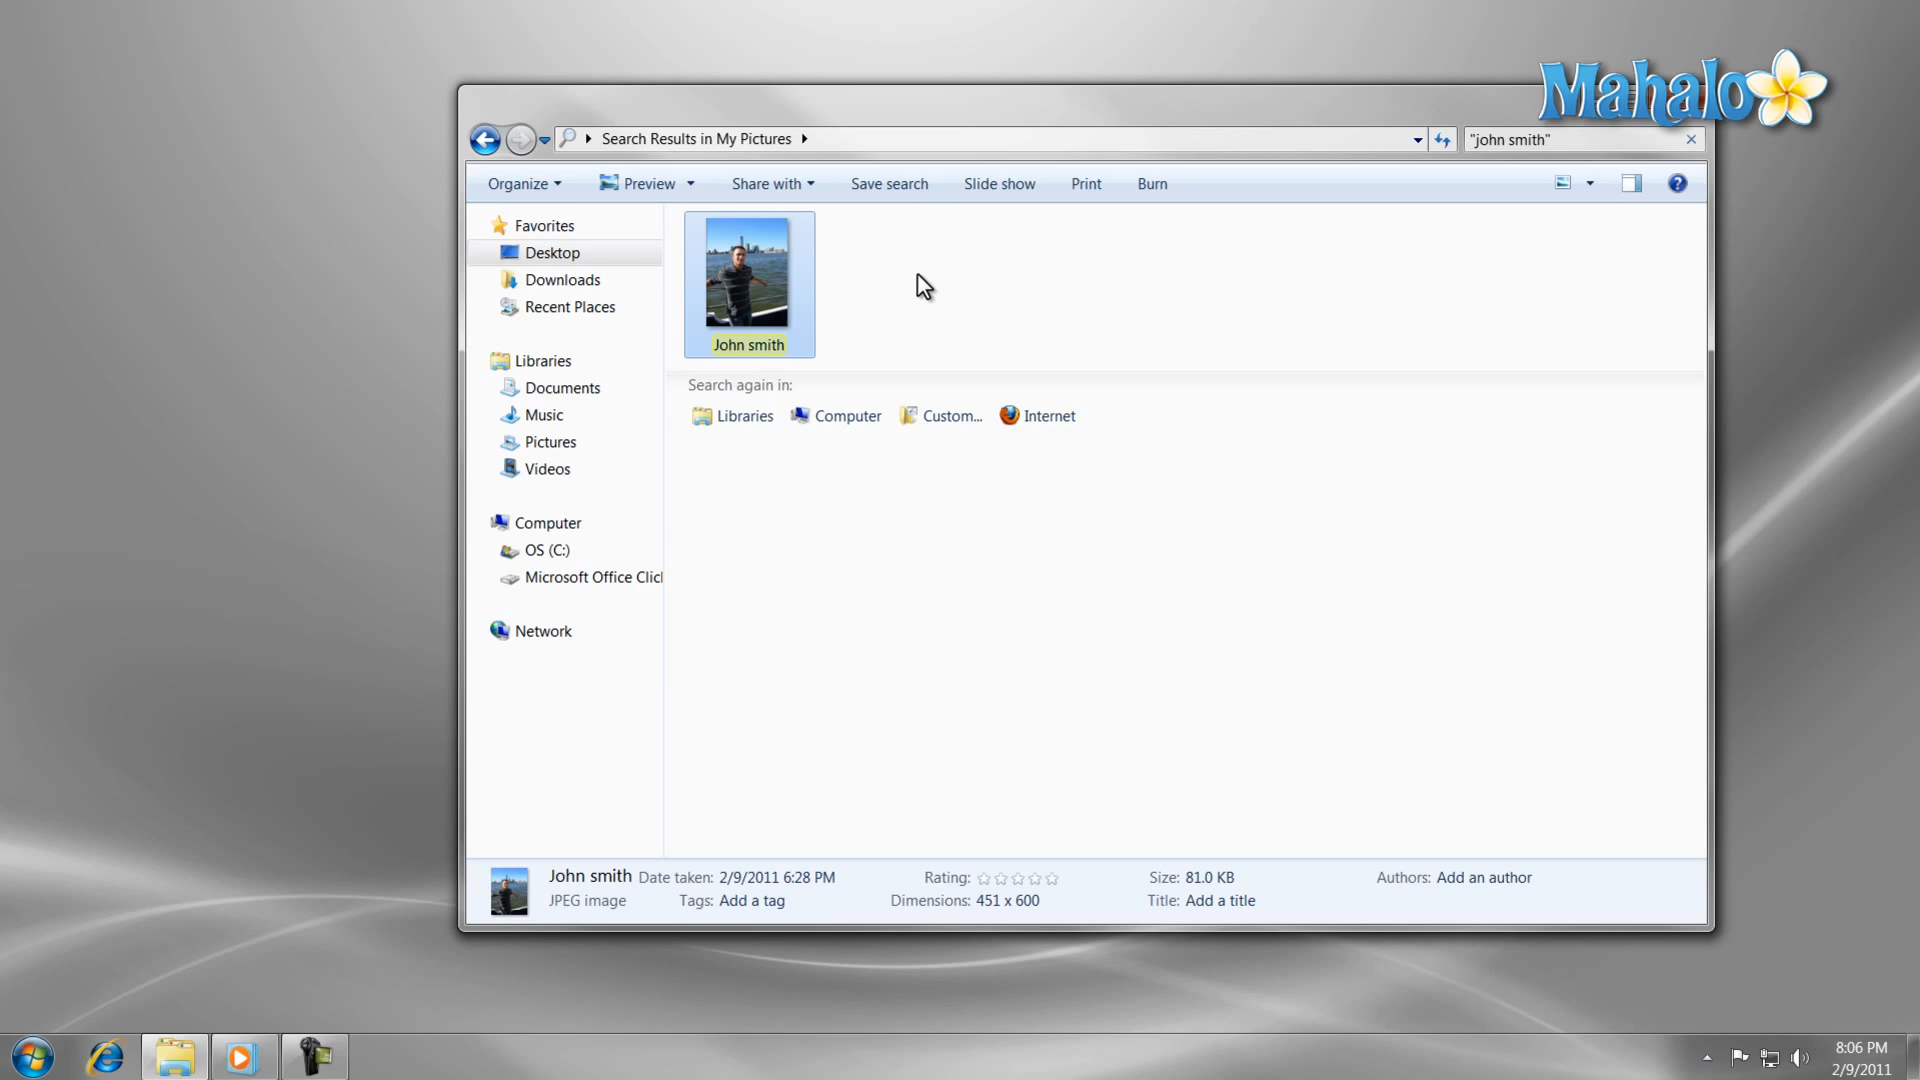 Mahalo
Search Results in My Pictures
"john smith"
Organize
Preview
Share with
Save search
Slide show
Print
Burn
Favorites
Desktop
Downloads
Recent Places
Libraries
Documents
Music
Pictures
Videos
Computer
OS (C:)
Microsoft Office Clic
Network
John smith
Search again in:
Libraries
Computer
Custom...
Internet
John smith Date taken: 2/9/2011 6:28 PM Rating: Size: 81.0 KB Authors: Add an author
JPEG image Tags: Add a tag Dimensions: 451 x 600 Title: Add a title
8:06 PM
2/9/2011